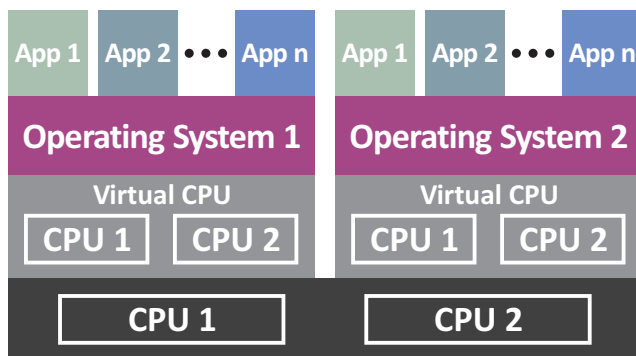 App 1 App 2 ••• App n App 1 App 2 ••• App n
Operating System 1 Operating System 2
Virtual CPU Virtual CPU
CPU 1 CPU 2 CPU 1 CPU 2
CPU 1 CPU 2